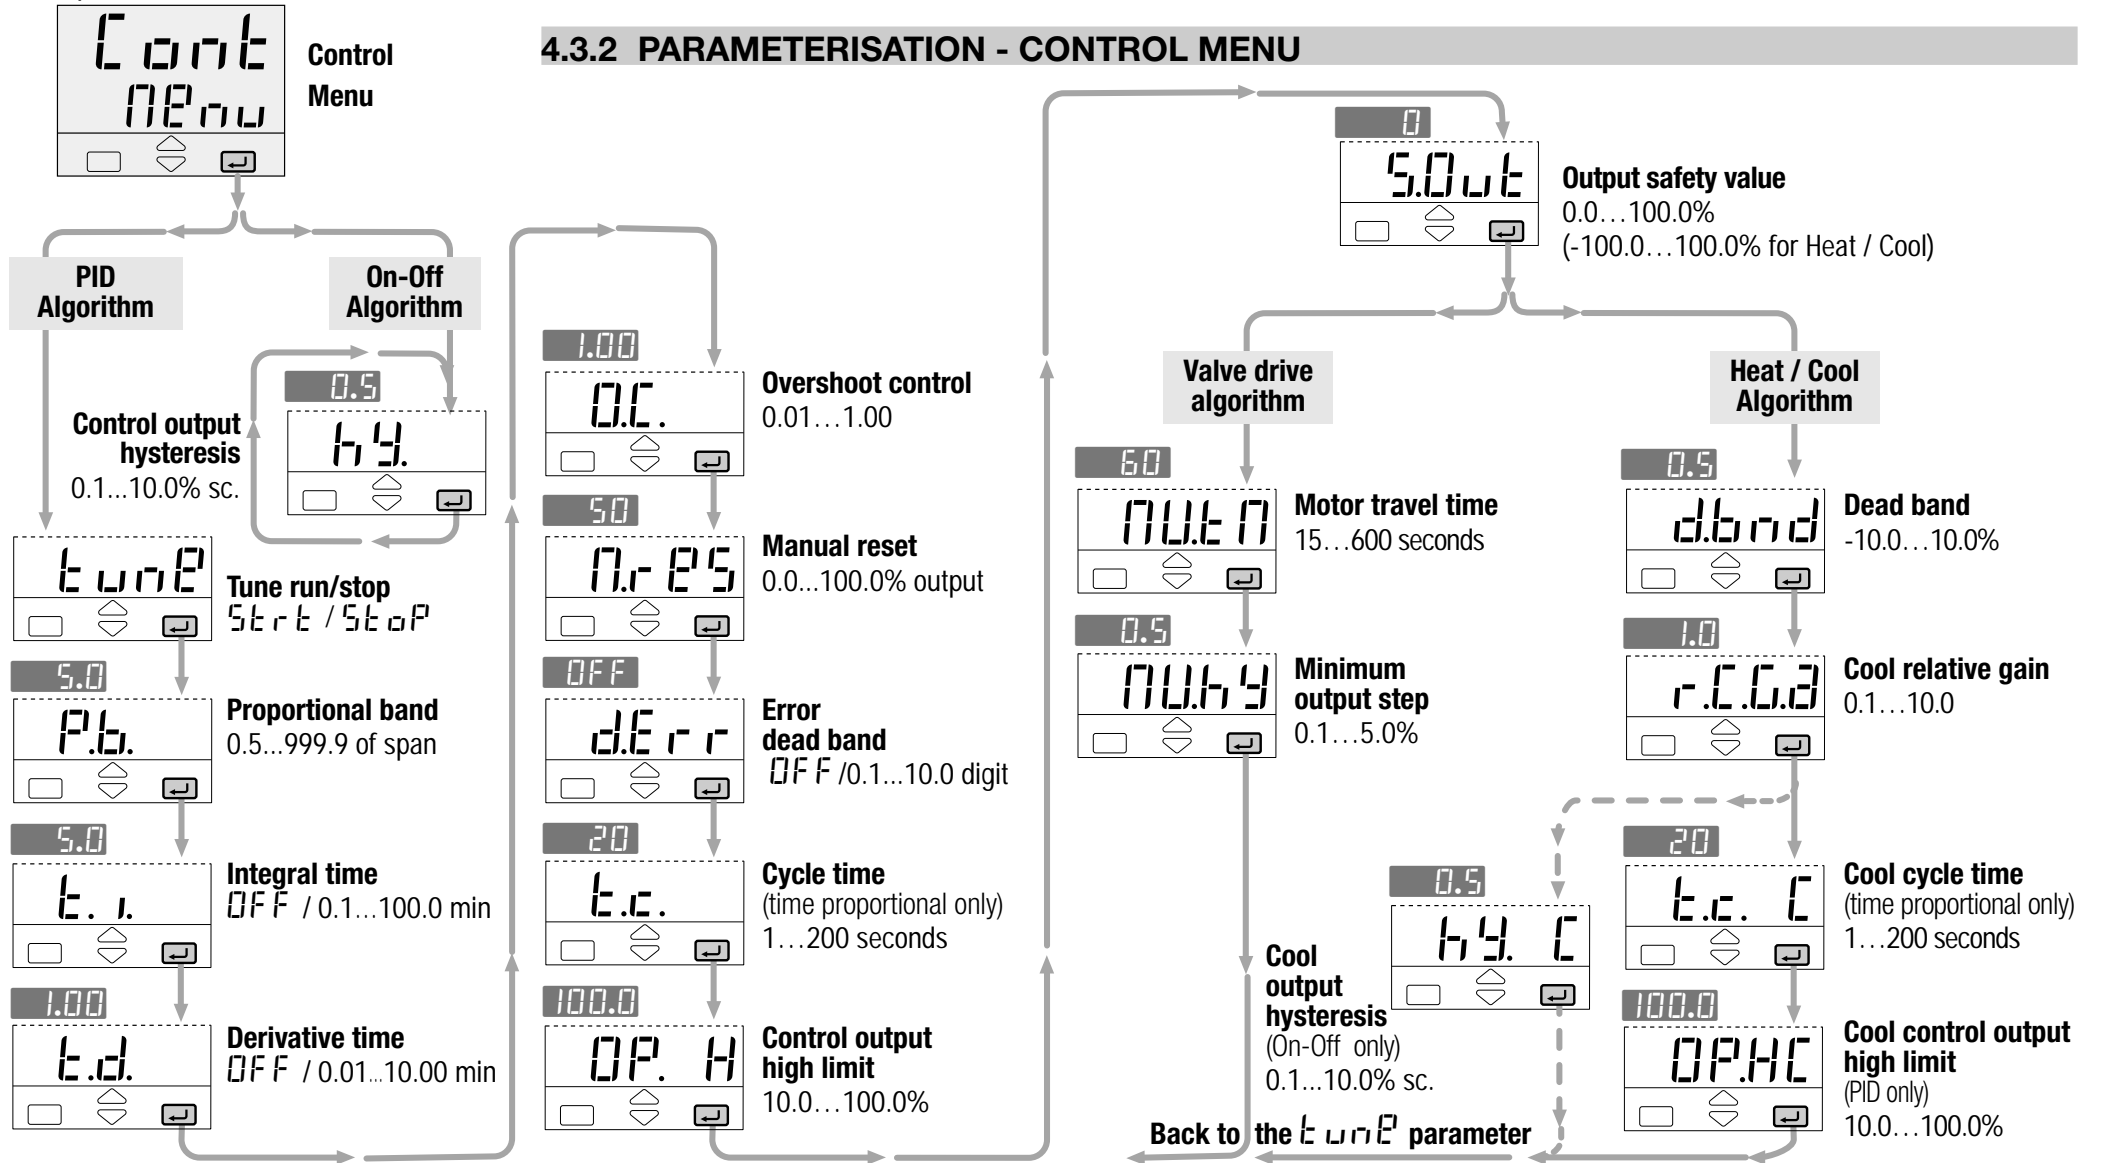 Cont
MEnu
Control
Menu
4.3.2 PARAMETERISATION - CONTROL MENU
PID
Algorithm
On-Off
Algorithm
0.5
hy.
Control output
hysteresis
0.1...10.0% sc.
tunE
Tune run/stop
Strt / StoP
5.0
P.b.
Proportional band
0.5...999.9 of span
5.0
t. i.
Integral time
OFF / 0.1...100.0 min
1.00
t.d.
Derivative time
OFF / 0.01...10.00 min
1.00
O.C.
Overshoot control
0.01...1.00
50
M.rES
Manual reset
0.0...100.0% output
OFF
d.Err
Error
dead band
OFF /0.1...10.0 digit
20
t.c.
Cycle time
(time proportional only)
1...200 seconds
100.0
OP. H
Control output
high limit
10.0...100.0%
0
S.Out
Output safety value
0.0...100.0%
(-100.0...100.0% for Heat / Cool)
Valve drive
algorithm
60
MV.tM
Motor travel time
15...600 seconds
0.5
MV.hy
Minimum
output step
0.1...5.0%
Heat / Cool
Algorithm
0.5
d.bnd
Dead band
-10.0...10.0%
1.0
r.C.Ga
Cool relative gain
0.1...10.0
0.5
hy. C
Cool
output
hysteresis
(On-Off only)
0.1...10.0% sc.
20
t.c. C
Cool cycle time
(time proportional only)
1...200 seconds
100.0
OP.HC
Cool control output
high limit
(PID only)
10.0...100.0%
Back to the tunE parameter